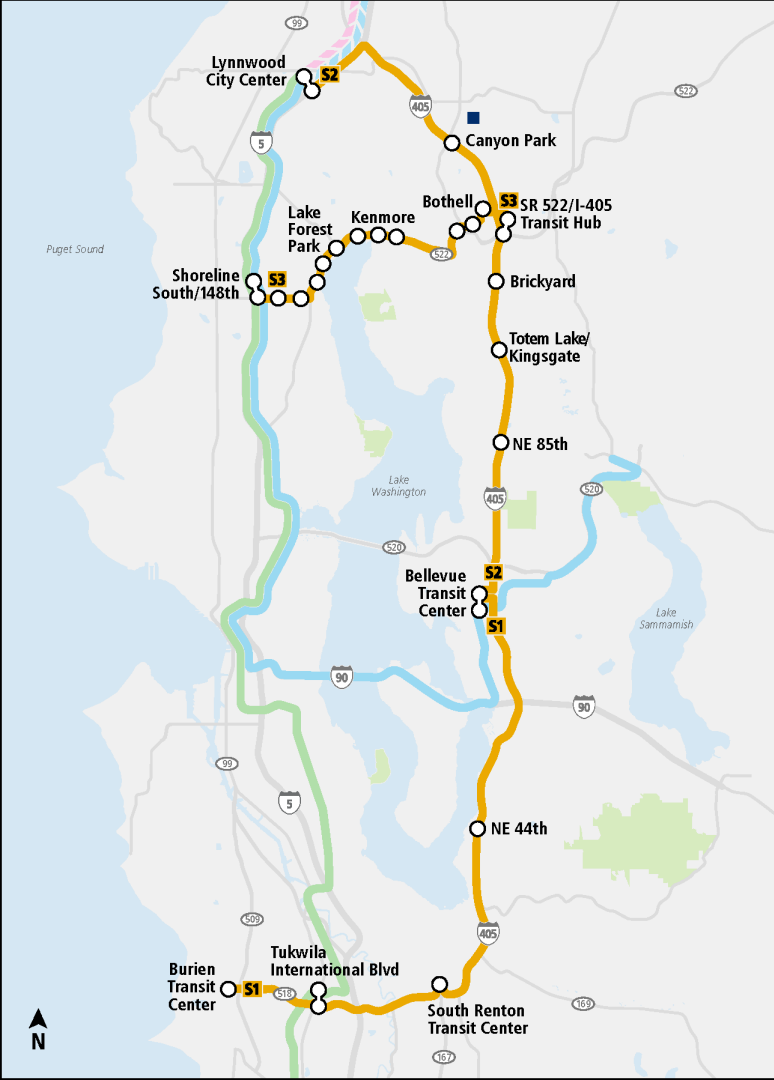 99
Lynnwood
City Center
S2
522
405
5
Canyon Park
Bothell
S3
SR 522/I-405
Transit Hub
Lake
Forest
Park
Kenmore
522
Puget Sound
Shoreline
South/148th
S3
Brickyard
Totem Lake/
Kingsgate
NE 85th
Lake
Washington
405
520
520
Bellevue
Transit
Center
S2
S1
Lake
Sammamish
90
90
99
5
NE 44th
509
405
Tukwila
International Blvd
Burien
Transit
Center
S1
518
South Renton
Transit Center
169
167
N